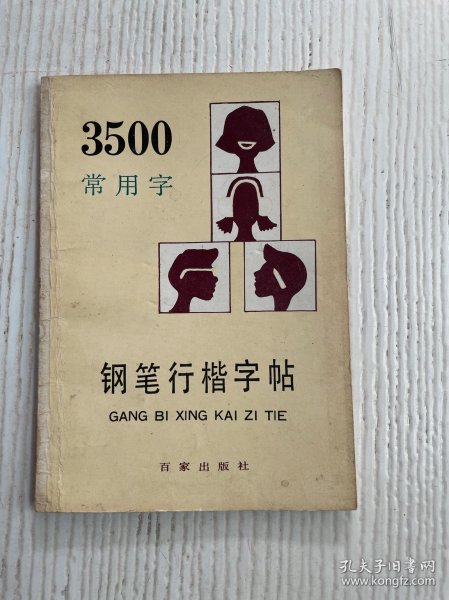 3500
常用字
钢笔行楷字帖
GANG BI XING KAI ZI TIE
百家出版社
孔夫子旧书网
www.kongfz.com